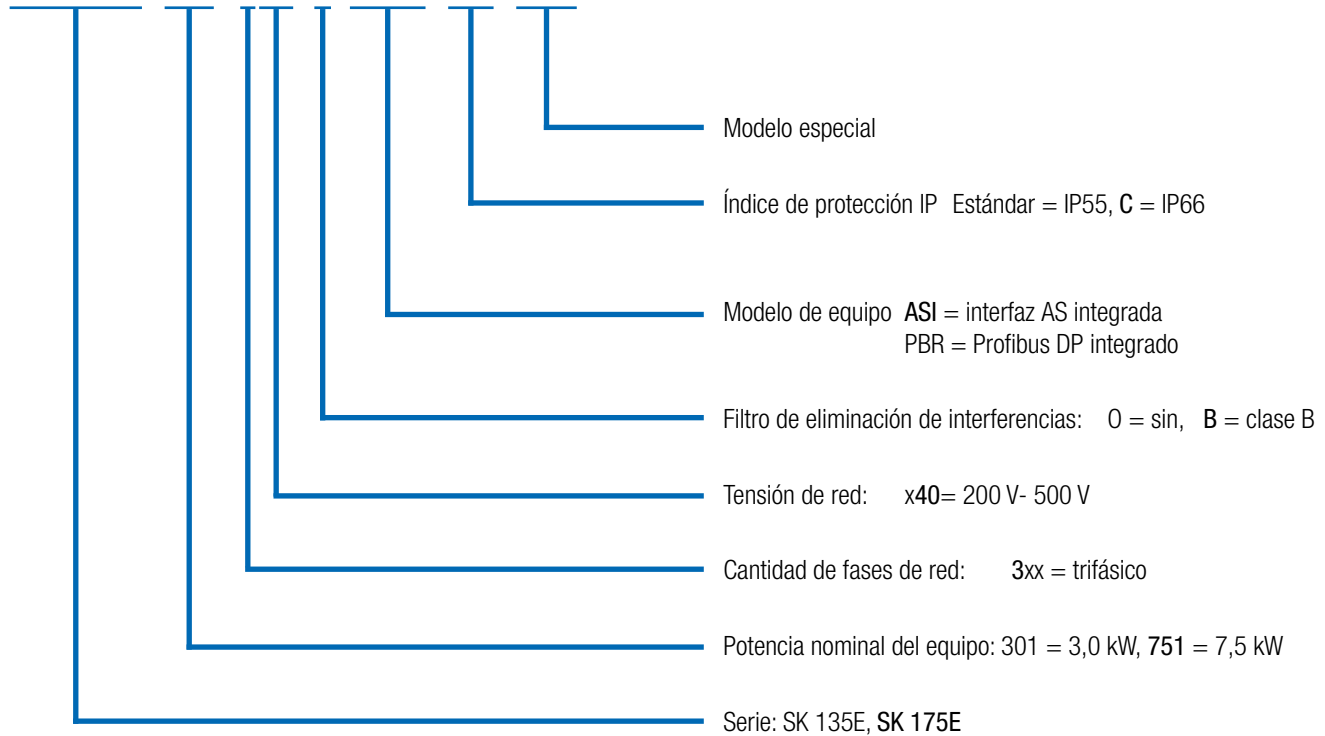 Modelo especial
Índice de protección IP Estándar = IP55, C = IP66
Modelo de equipo ASI = interfaz AS integrada
PBR = Profibus DP integrado
Filtro de eliminación de interferencias: O = sin, B = clase B
Tensión de red: x40= 200 V- 500 V
Cantidad de fases de red: 3xx = trifásico
Potencia nominal del equipo: 301 = 3,0 kW, 751 = 7,5 kW
Serie: SK 135E, SK 175E